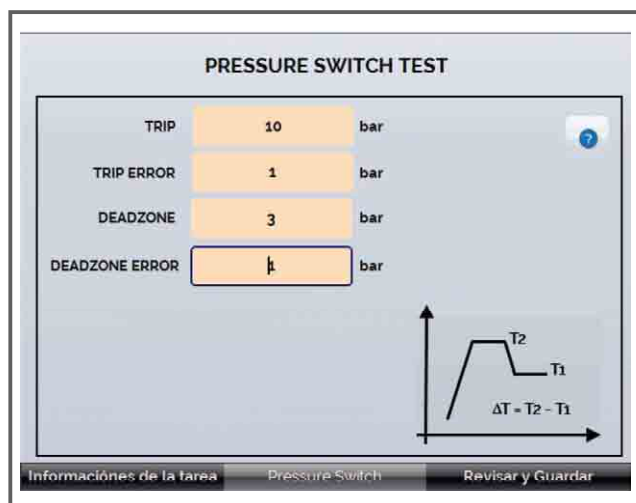 PRESSURE SWITCH TEST
TRIP 10 bar
?
TRIP ERROR 1 bar
DEADZONE 3 bar
DEADZONE ERROR 1 bar
T2
T1
ΔT = T2 - T1
Informaciónes de la tarea Pressure Switch Revisar y Guardar